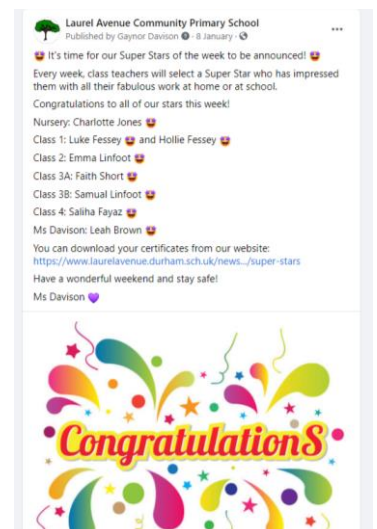 Laurel Avenue Community Primary School
Published by Gaynor Davison · 8 January ·
It's time for our Super Stars of the week to be announced!
Every week, class teachers will select a Super Star who has impressed
them with all their fabulous work at home or at school.
Congratulations to all of our stars this week!
Nursery: Charlotte Jones
Class 1: Luke Fessey and Hollie Fessey
Class 2: Emma Linfoot
Class 3A: Faith Short
Class 3B: Samual Linfoot
Class 4: Saliha Fayaz
Ms Davison: Leah Brown
You can download your certificates from our website:
https://www.laurelavenue.durham.sch.uk/news.../super-stars
Have a wonderful weekend and stay safe!
Ms Davison
CongratulationS